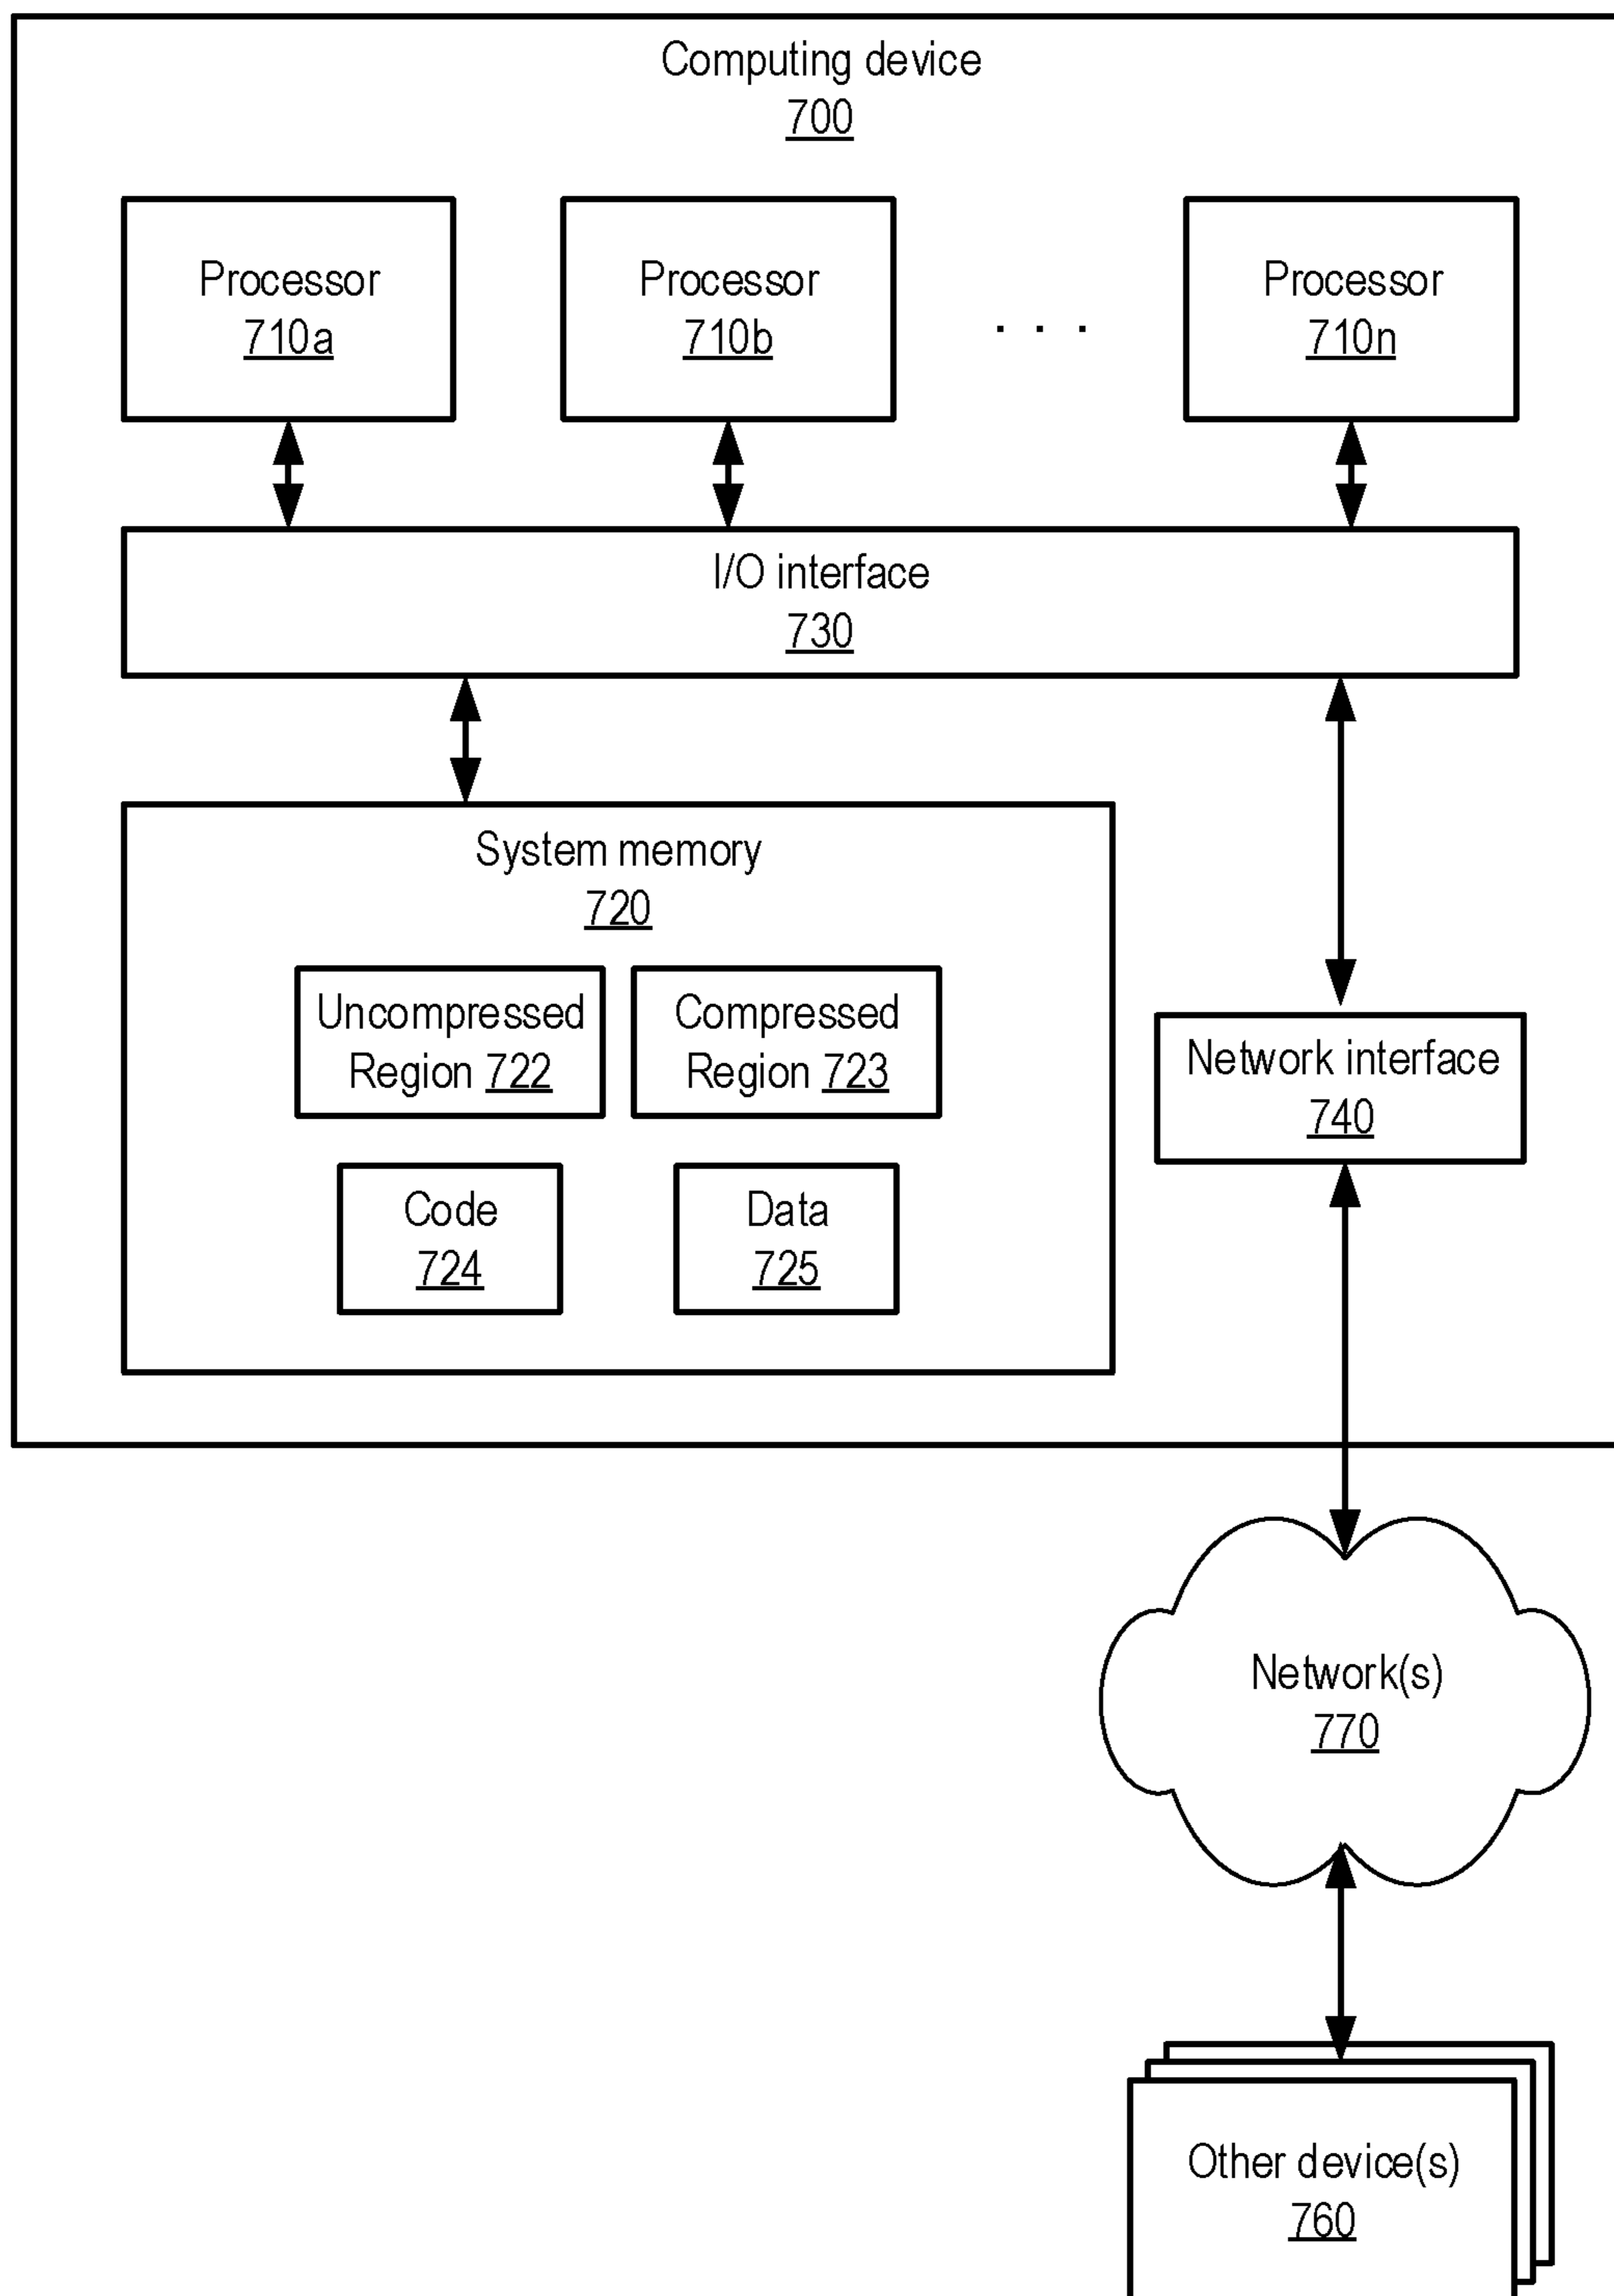 Computing device
700
Processor
710a
Processor
710b
. . .
Processor
710n
I/O interface
730
System memory
720
Uncompressed
Region 722
Compressed
Region 723
Code
724
Data
725
Network interface
740
Network(s)
770
Other device(s)
760